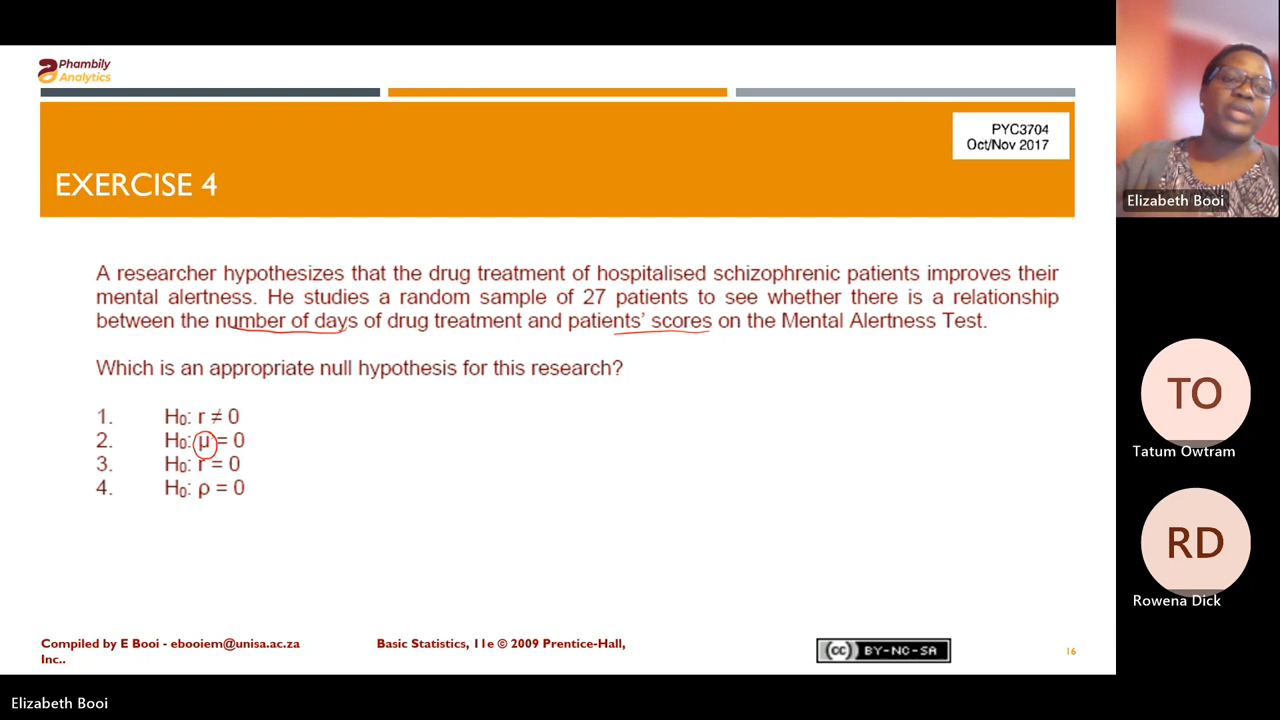 Phambily
Analytics
PYC3704
Oct/Nov 2017
EXERCISE 4
A researcher hypothesizes that the drug treatment of hospitalised schizophrenic patients improves their
mental alertness. He studies a random sample of 27 patients to see whether there is a relationship
between the number of days of drug treatment and patients' scores on the Mental Alertness Test.
Which is an appropriate null hypothesis for this research?
1. H₀: r ≠ 0
2. H₀: μ = 0
3. H₀: r = 0
4. H₀: ρ = 0
Compiled by E Booi - ebooiem@unisa.ac.za Basic Statistics, 11e © 2009 Prentice-Hall,
Inc..
cc BY-NC-SA
16
Elizabeth Booi
TO
Tatum Owtram
RD
Rowena Dick
Elizabeth Booi